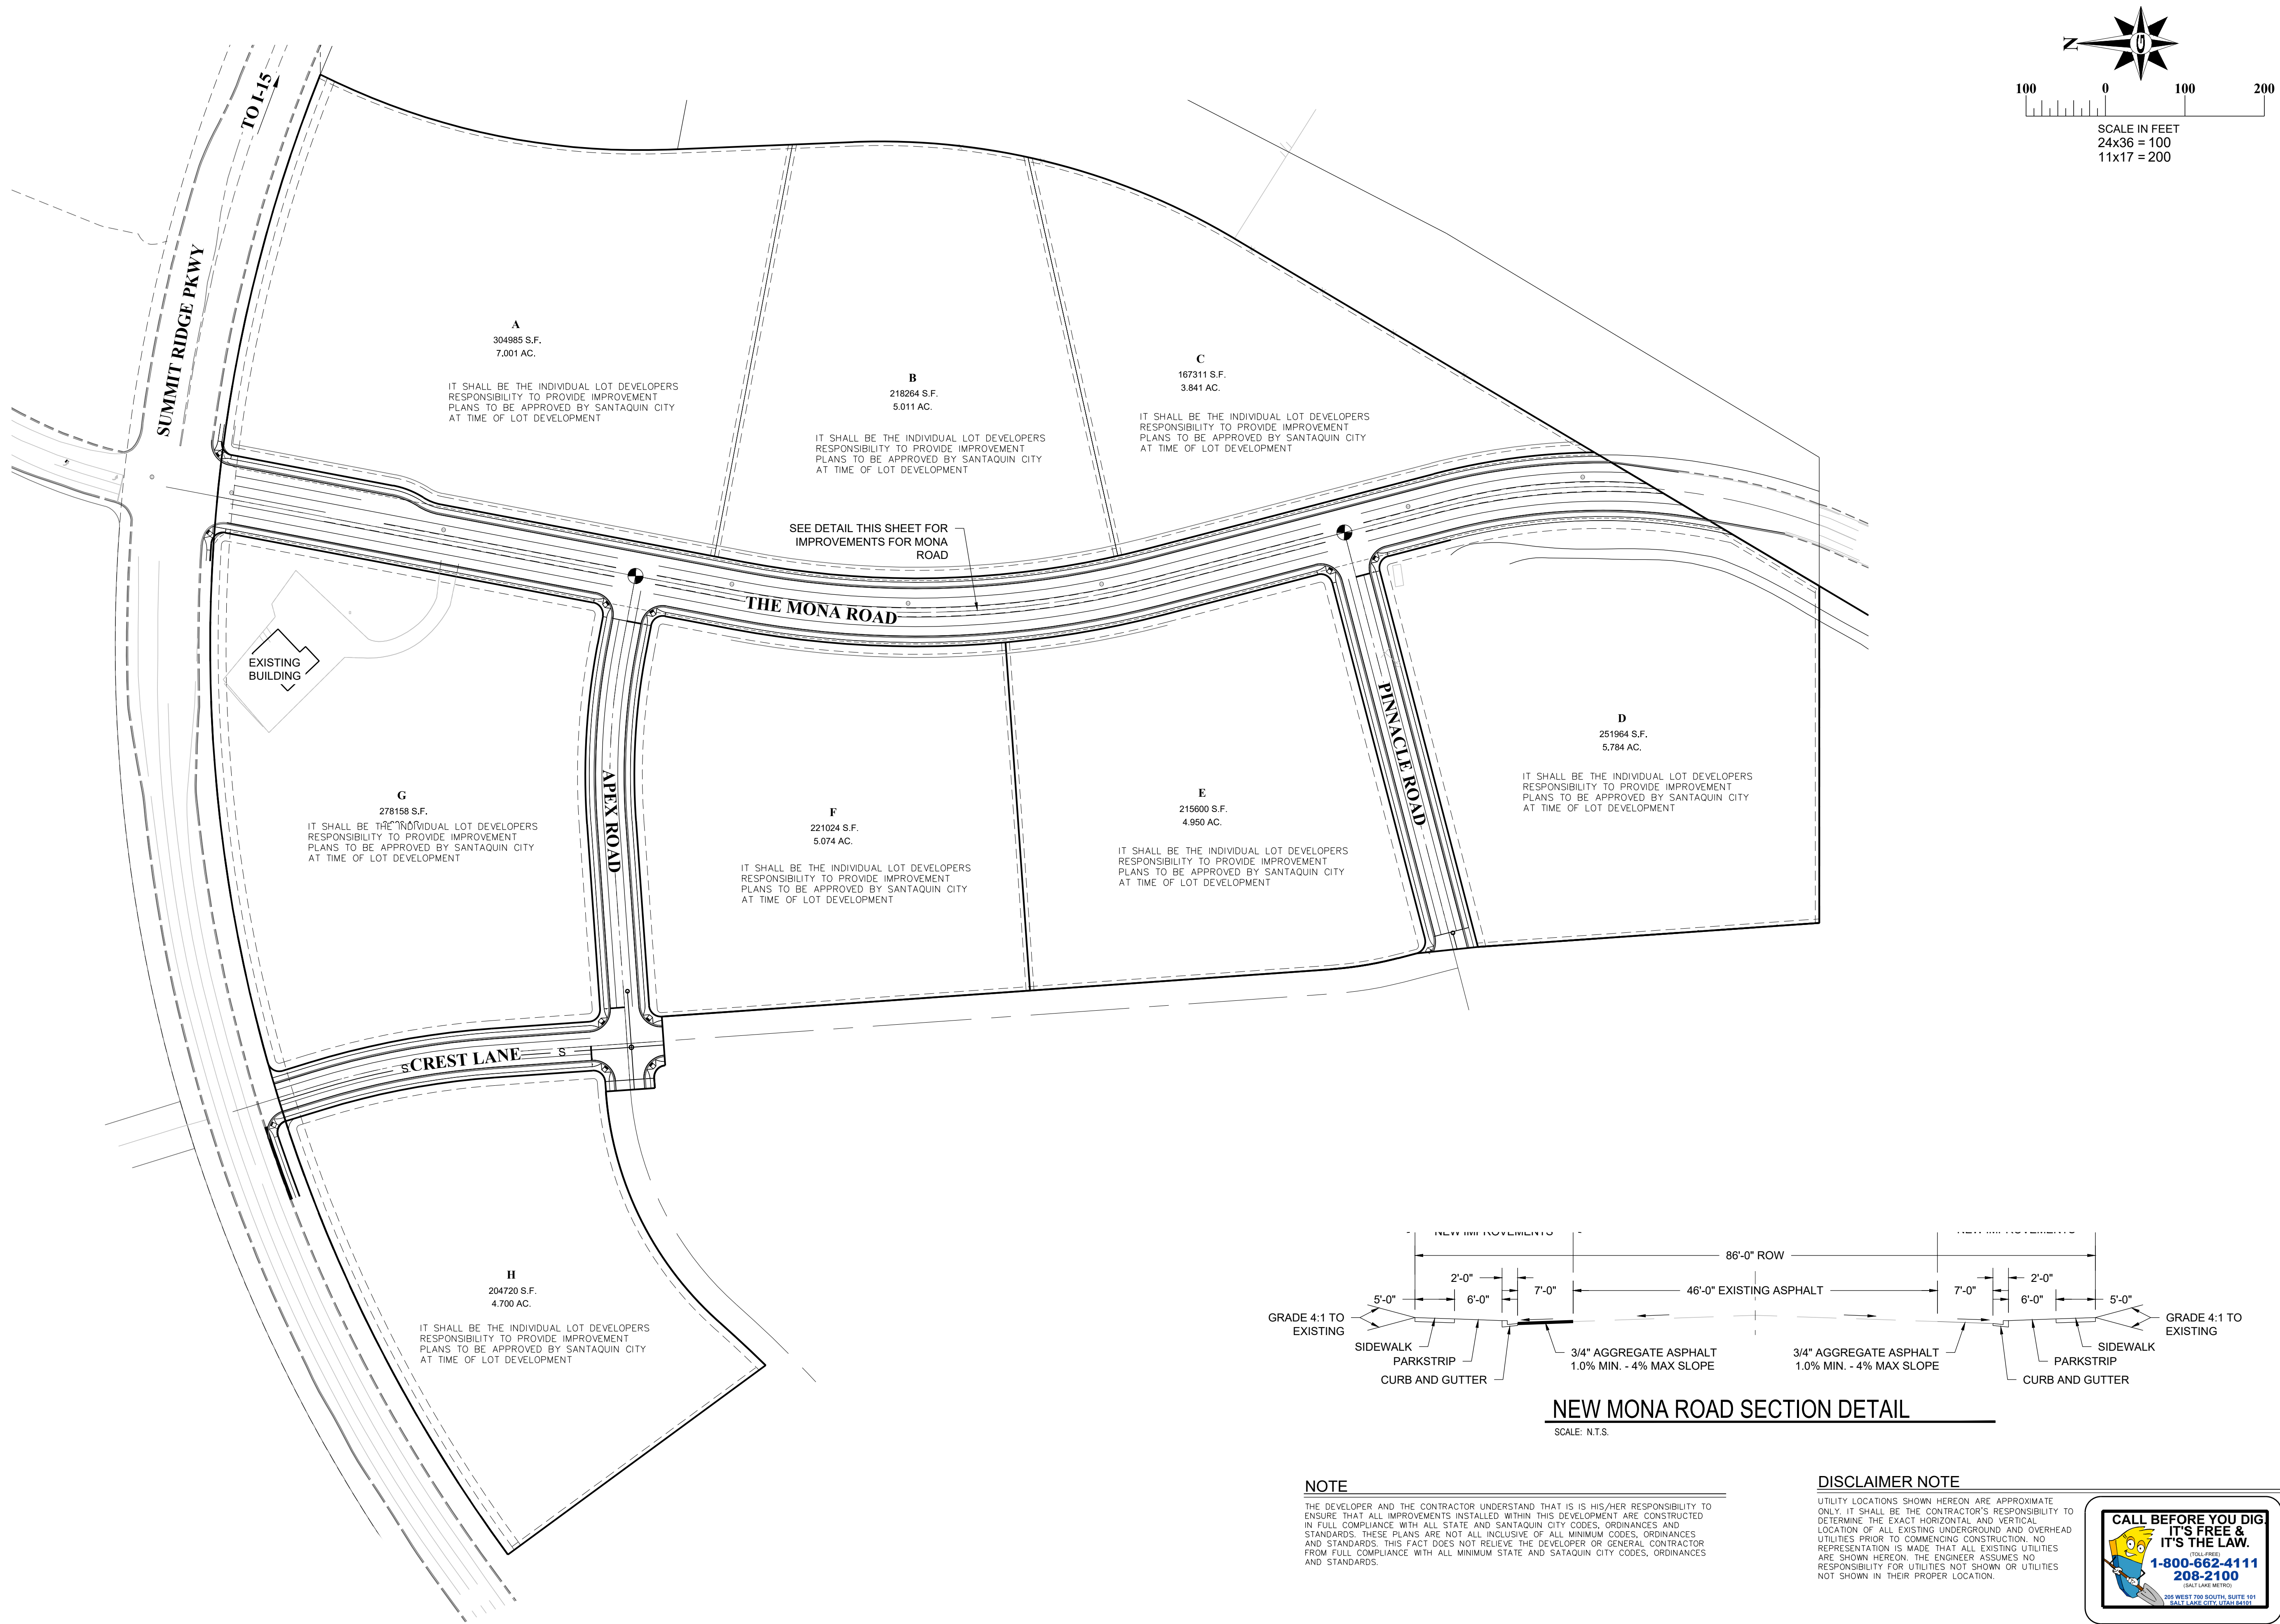 N
G
100 0 100 200
SCALE IN FEET
24x36 = 100
11x17 = 200
TO I-15
SUMMIT RIDGE PKWY
A
304985 S.F.
7.001 AC.
IT SHALL BE THE INDIVIDUAL LOT DEVELOPERS
RESPONSIBILITY TO PROVIDE IMPROVEMENT
PLANS TO BE APPROVED BY SANTAQUIN CITY
AT TIME OF LOT DEVELOPMENT
B
218264 S.F.
5.011 AC.
IT SHALL BE THE INDIVIDUAL LOT DEVELOPERS
RESPONSIBILITY TO PROVIDE IMPROVEMENT
PLANS TO BE APPROVED BY SANTAQUIN CITY
AT TIME OF LOT DEVELOPMENT
C
167311 S.F.
3.841 AC.
IT SHALL BE THE INDIVIDUAL LOT DEVELOPERS
RESPONSIBILITY TO PROVIDE IMPROVEMENT
PLANS TO BE APPROVED BY SANTAQUIN CITY
AT TIME OF LOT DEVELOPMENT
SEE DETAIL THIS SHEET FOR
IMPROVEMENTS FOR MONA
ROAD
THE MONA ROAD
EXISTING
BUILDING
APEX ROAD
PINNACLE ROAD
D
251964 S.F.
5.784 AC.
IT SHALL BE THE INDIVIDUAL LOT DEVELOPERS
RESPONSIBILITY TO PROVIDE IMPROVEMENT
PLANS TO BE APPROVED BY SANTAQUIN CITY
AT TIME OF LOT DEVELOPMENT
G
278158 S.F.
IT SHALL BE THE INDIVIDUAL LOT DEVELOPERS
RESPONSIBILITY TO PROVIDE IMPROVEMENT
PLANS TO BE APPROVED BY SANTAQUIN CITY
AT TIME OF LOT DEVELOPMENT
F
221024 S.F.
5.074 AC.
IT SHALL BE THE INDIVIDUAL LOT DEVELOPERS
RESPONSIBILITY TO PROVIDE IMPROVEMENT
PLANS TO BE APPROVED BY SANTAQUIN CITY
AT TIME OF LOT DEVELOPMENT
E
215600 S.F.
4.950 AC.
IT SHALL BE THE INDIVIDUAL LOT DEVELOPERS
RESPONSIBILITY TO PROVIDE IMPROVEMENT
PLANS TO BE APPROVED BY SANTAQUIN CITY
AT TIME OF LOT DEVELOPMENT
S CREST LANE S
H
204720 S.F.
4.700 AC.
IT SHALL BE THE INDIVIDUAL LOT DEVELOPERS
RESPONSIBILITY TO PROVIDE IMPROVEMENT
PLANS TO BE APPROVED BY SANTAQUIN CITY
AT TIME OF LOT DEVELOPMENT
NEW IMPROVEMENTS NEW IMPROVEMENTS
86'-0" ROW
2'-0" 2'-0"
7'-0" 46'-0" EXISTING ASPHALT 7'-0"
5'-0" 6'-0" 6'-0" 5'-0"
GRADE 4:1 TO
EXISTING
SIDEWALK
PARKSTRIP
CURB AND GUTTER
3/4" AGGREGATE ASPHALT
1.0% MIN. - 4% MAX SLOPE
3/4" AGGREGATE ASPHALT
1.0% MIN. - 4% MAX SLOPE
GRADE 4:1 TO
EXISTING
SIDEWALK
PARKSTRIP
CURB AND GUTTER
NEW MONA ROAD SECTION DETAIL
SCALE: N.T.S.
NOTE
THE DEVELOPER AND THE CONTRACTOR UNDERSTAND THAT IS IS HIS/HER RESPONSIBILITY TO
ENSURE THAT ALL IMPROVEMENTS INSTALLED WITHIN THIS DEVELOPMENT ARE CONSTRUCTED
IN FULL COMPLIANCE WITH ALL STATE AND SANTAQUIN CITY CODES, ORDINANCES AND
STANDARDS. THESE PLANS ARE NOT ALL INCLUSIVE OF ALL MINIMUM CODES, ORDINANCES
AND STANDARDS. THIS FACT DOES NOT RELIEVE THE DEVELOPER OR GENERAL CONTRACTOR
FROM FULL COMPLIANCE WITH ALL MINIMUM STATE AND SATAQUIN CITY CODES, ORDINANCES
AND STANDARDS.
DISCLAIMER NOTE
UTILITY LOCATIONS SHOWN HEREON ARE APPROXIMATE
ONLY. IT SHALL BE THE CONTRACTOR'S RESPONSIBILITY TO
DETERMINE THE EXACT HORIZONTAL AND VERTICAL
LOCATION OF ALL EXISTING UNDERGROUND AND OVERHEAD
UTILITIES PRIOR TO COMMENCING CONSTRUCTION. NO
REPRESENTATION IS MADE THAT ALL EXISTING UTILITIES
ARE SHOWN HEREON. THE ENGINEER ASSUMES NO
RESPONSIBILITY FOR UTILITIES NOT SHOWN OR UTILITIES
NOT SHOWN IN THEIR PROPER LOCATION.
CALL BEFORE YOU DIG.
IT'S FREE &
IT'S THE LAW.
(TOLL-FREE)
1-800-662-4111
208-2100
(SALT LAKE METRO)
205 WEST 700 SOUTH, SUITE 101
SALT LAKE CITY, UTAH 84101